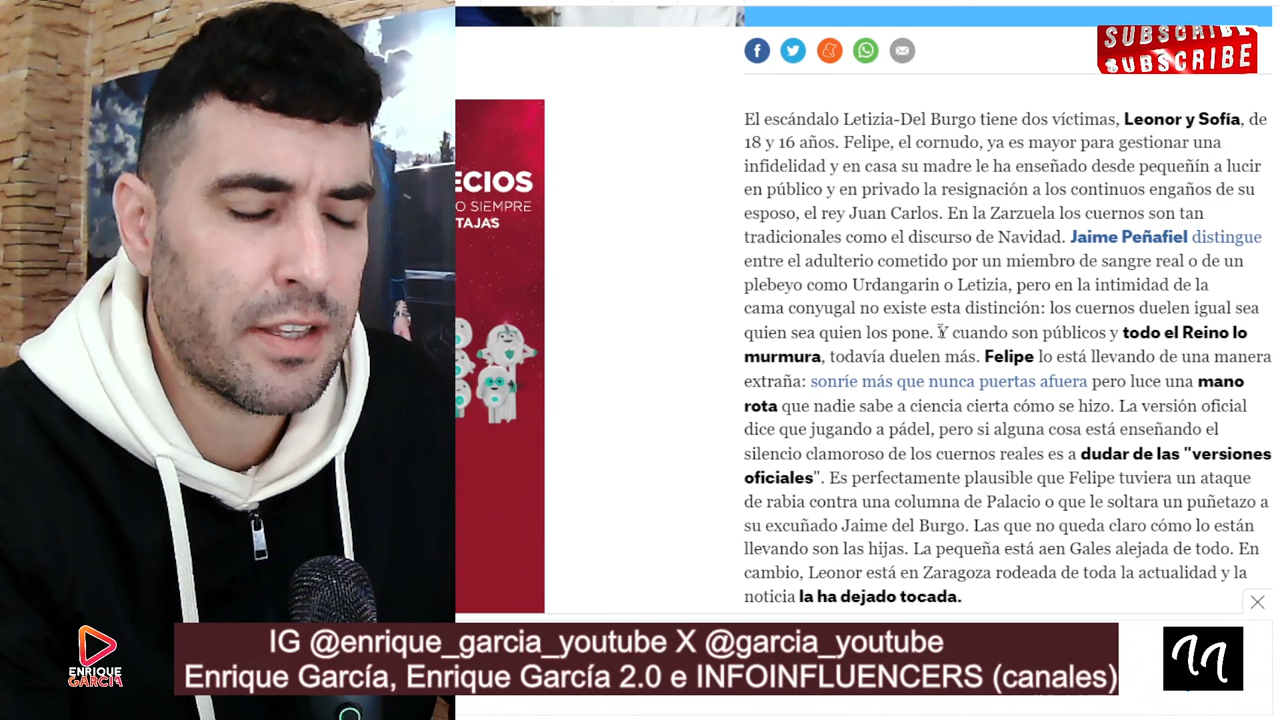 SUBSCRIBE
SUBSCRIBE
El escándalo Letizia-Del Burgo tiene dos víctimas, Leonor y Sofía, de
18 y 16 años. Felipe, el cornudo, ya es mayor para gestionar una
infidelidad y en casa su madre le ha enseñado desde pequeñín a lucir
en público y en privado la resignación a los continuos engaños de su
esposo, el rey Juan Carlos. En la Zarzuela los cuernos son tan
tradicionales como el discurso de Navidad. Jaime Peñafiel distingue
entre el adulterio cometido por un miembro de sangre real o de un
plebeyo como Urdangarin o Letizia, pero en la intimidad de la
cama conyugal no existe esta distinción: los cuernos duelen igual sea
quien sea quien los pone. Y cuando son públicos y todo el Reino lo
murmura, todavía duelen más. Felipe lo está llevando de una manera
extraña: sonríe más que nunca puertas afuera pero luce una mano
rota que nadie sabe a ciencia cierta cómo se hizo. La versión oficial
dice que jugando a pádel, pero si alguna cosa está enseñando el
silencio clamoroso de los cuernos reales es a dudar de las "versiones
oficiales". Es perfectamente plausible que Felipe tuviera un ataque
de rabia contra una columna de Palacio o que le soltara un puñetazo a
su excuñado Jaime del Burgo. Las que no queda claro cómo lo están
llevando son las hijas. La pequeña está aen Gales alejada de todo. En
cambio, Leonor está en Zaragoza rodeada de toda la actualidad y la
noticia la ha dejado tocada.
ECIOS
O SIEMPRE
TAJAS
IG @enrique_garcia_youtube X @garcia_youtube
Enrique García, Enrique García 2.0 e INFOINFLUENCERS (canales)
ENRIQUE
GARCÍA